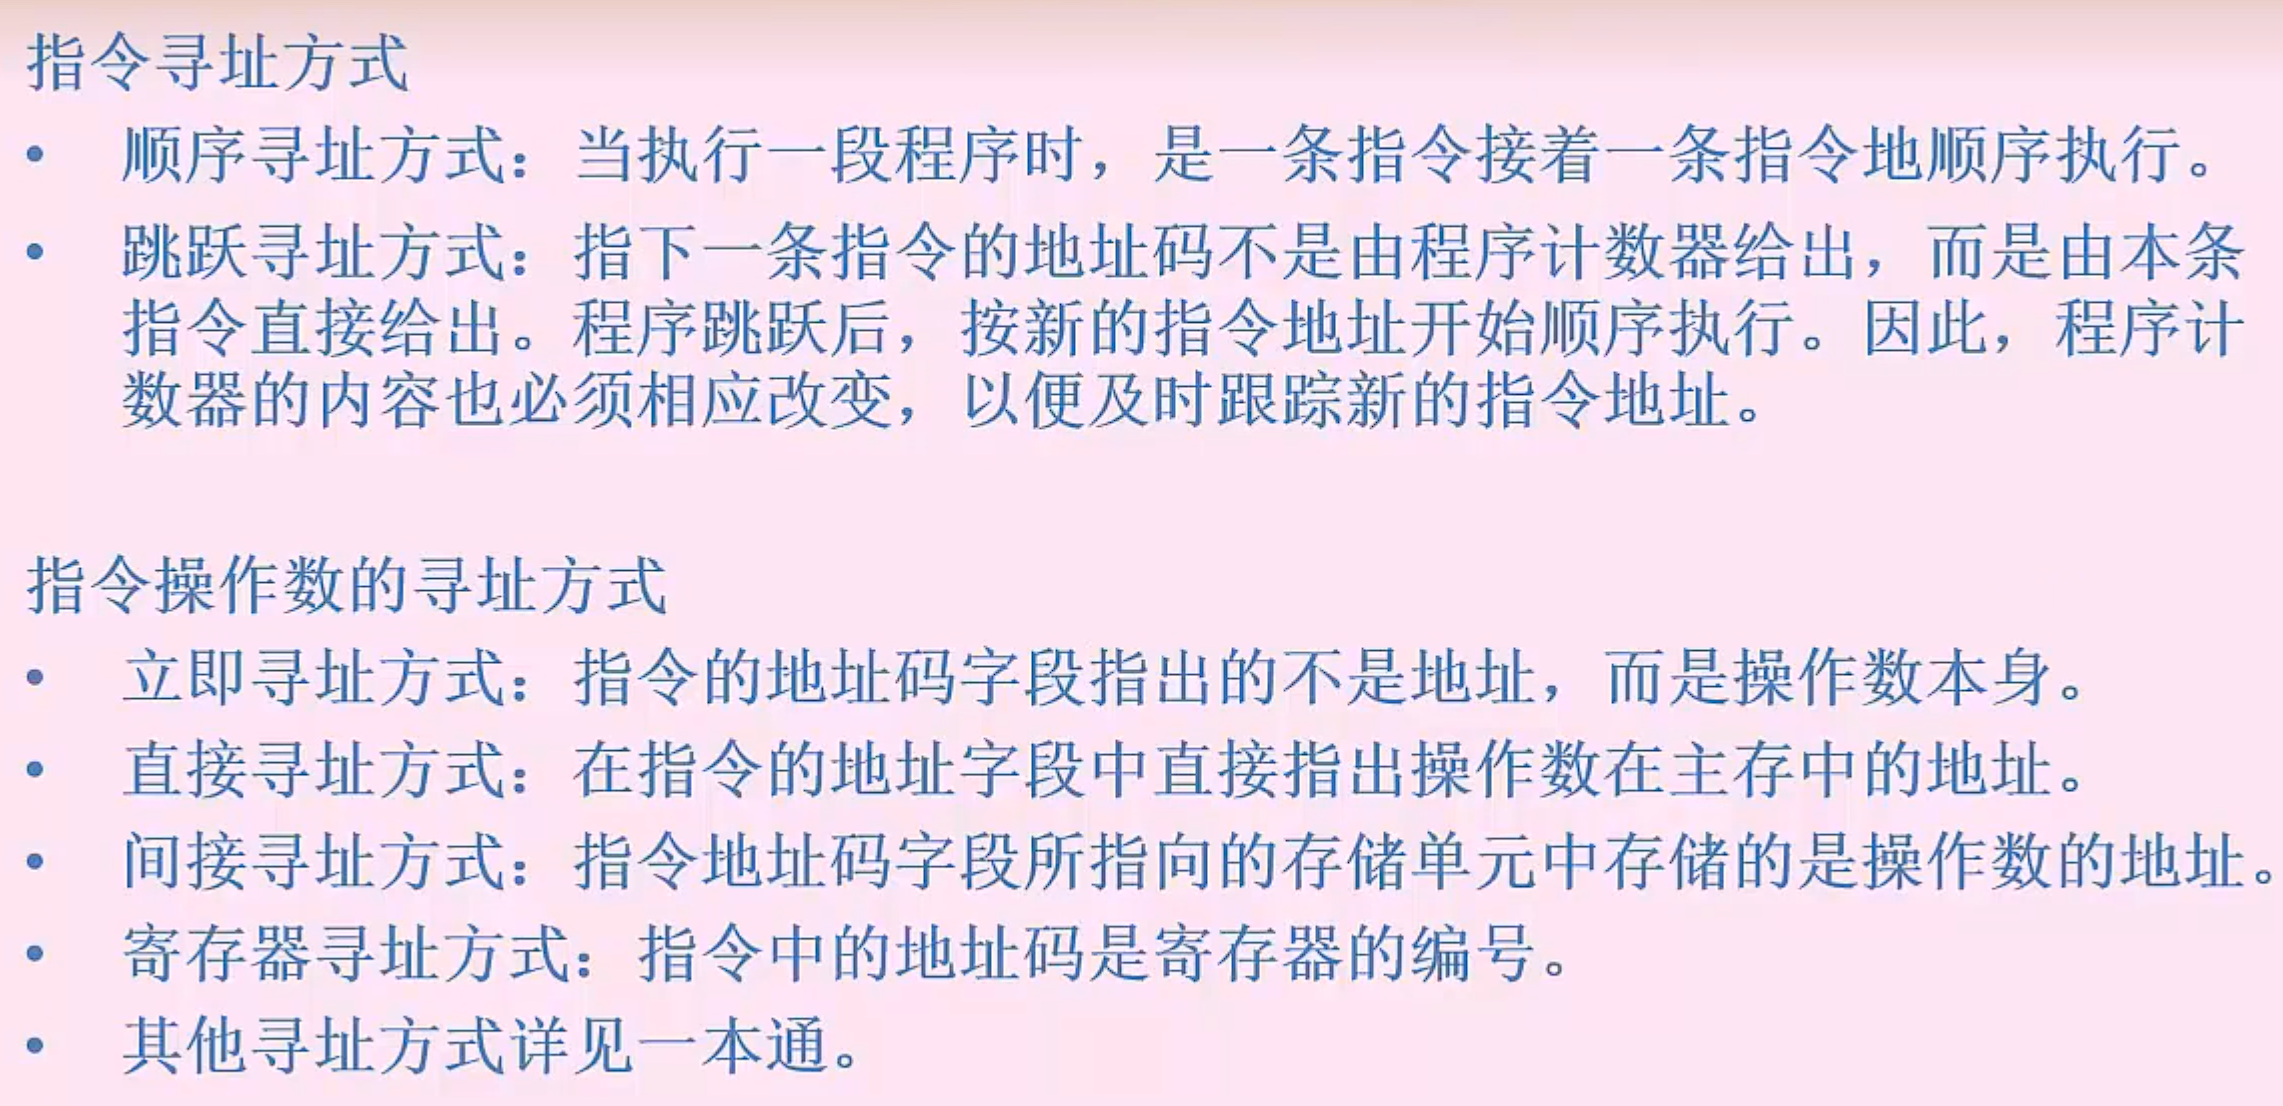 指令寻址方式
• 顺序寻址方式：当执行一段程序时，是一条指令接着一条指令地顺序执行。
• 跳跃寻址方式：指下一条指令的地址码不是由程序计数器给出，而是由本条
指令直接给出。程序跳跃后，按新的指令地址开始顺序执行。因此，程序计
数器的内容也必须相应改变，以便及时跟踪新的指令地址。
指令操作数的寻址方式
• 立即寻址方式：指令的地址码字段指出的不是地址，而是操作数本身。
• 直接寻址方式：在指令的地址字段中直接指出操作数在主存中的地址。
• 间接寻址方式：指令地址码字段所指向的存储单元中存储的是操作数的地址。
• 寄存器寻址方式：指令中的地址码是寄存器的编号。
• 其他寻址方式详见一本通。